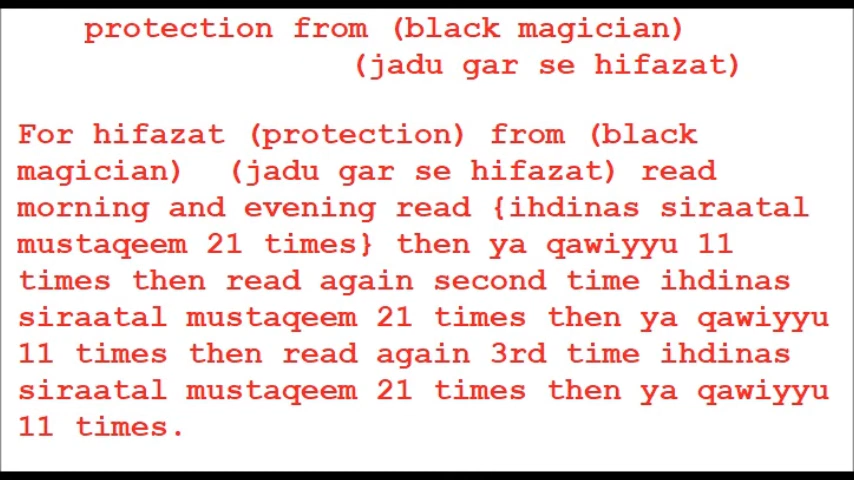 protection from (black magician)
(jadu gar se hifazat)
For hifazat (protection) from (black
magician) (jadu gar se hifazat) read
morning and evening read {ihdinas siraatal
mustaqeem 21 times} then ya qawiyyu 11
times then read again second time ihdinas
siraatal mustaqeem 21 times then ya qawiyyu
11 times then read again 3rd time ihdinas
siraatal mustaqeem 21 times then ya qawiyyu
11 times.